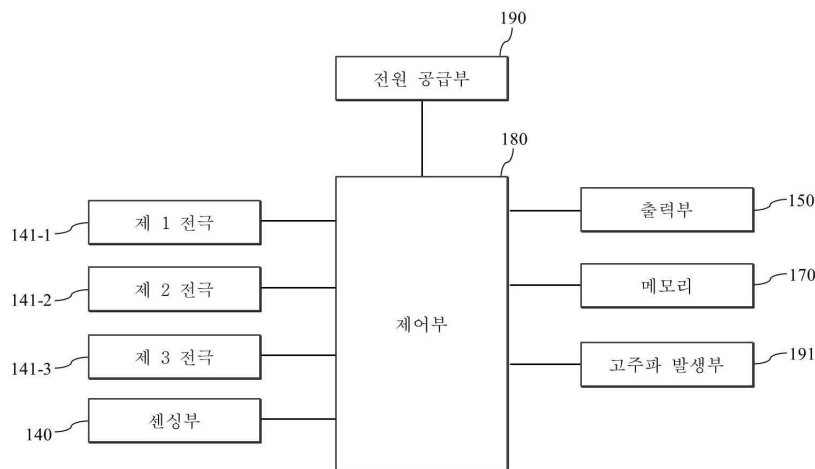 190
전원 공급부
180
제 1 전극
141-1
제 2 전극
141-2
제 3 전극
141-3
센싱부
140
제어부
출력부
150
메모리
170
고주파 발생부
191